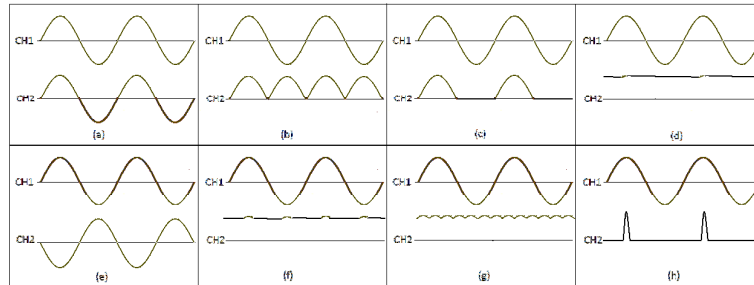 CH1 CH1 CH1 CH1
CH2 CH2 CH2 CH2
(a) (b) (c) (d)
CH1 CH1 CH1 CH1
CH2 CH2 CH2 CH2
(e) (f) (g) (h)